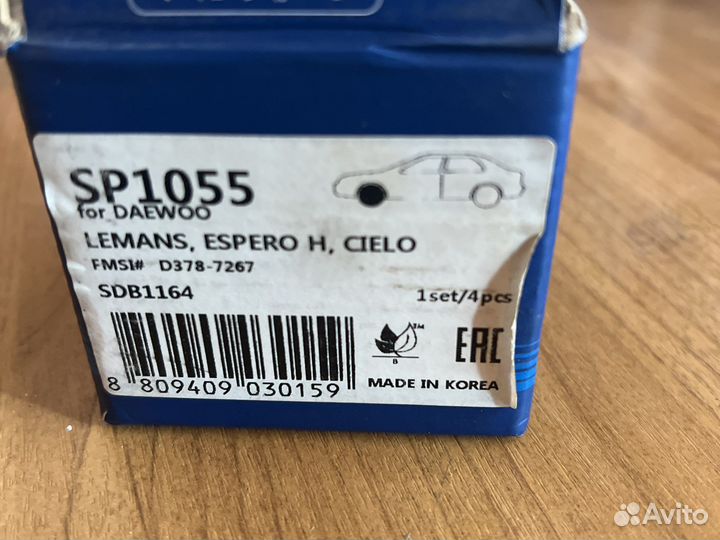 SP1055
for DAEWOO
LEMANS, ESPERO H, CIELO
FMSI# D378-7267
SDB1164
1set/4pcs
TM
B
EAC
8 809409 030159
MADE IN KOREA
Avito